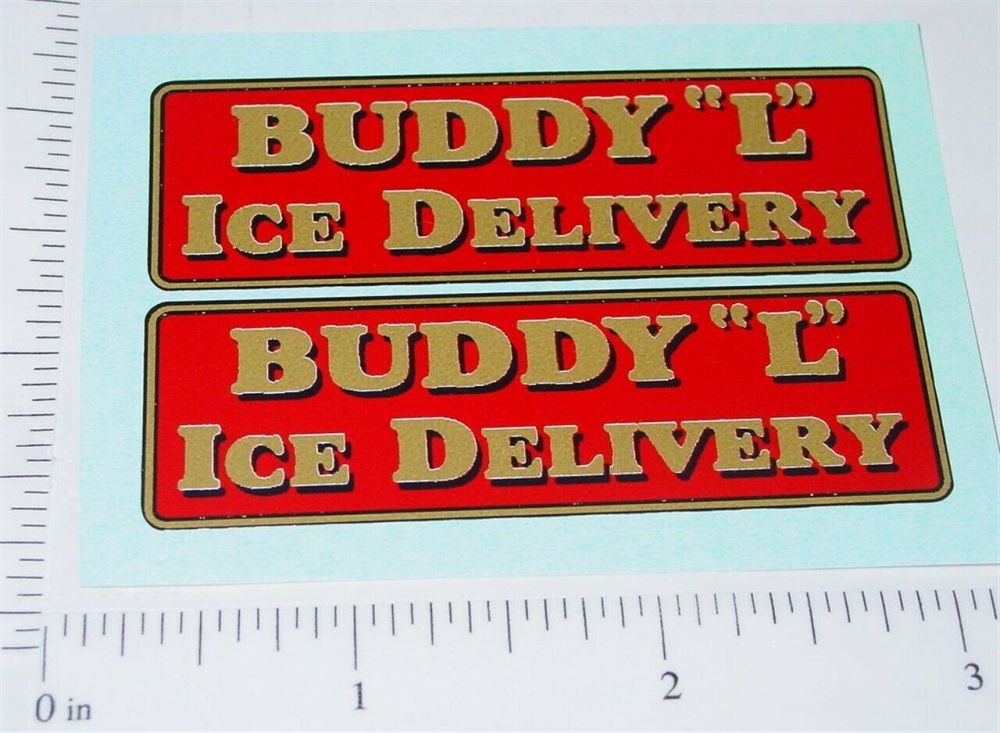 BUDDY “L”
ICE DELIVERY
BUDDY “L”
ICE DELIVERY
0 in 1 2 3